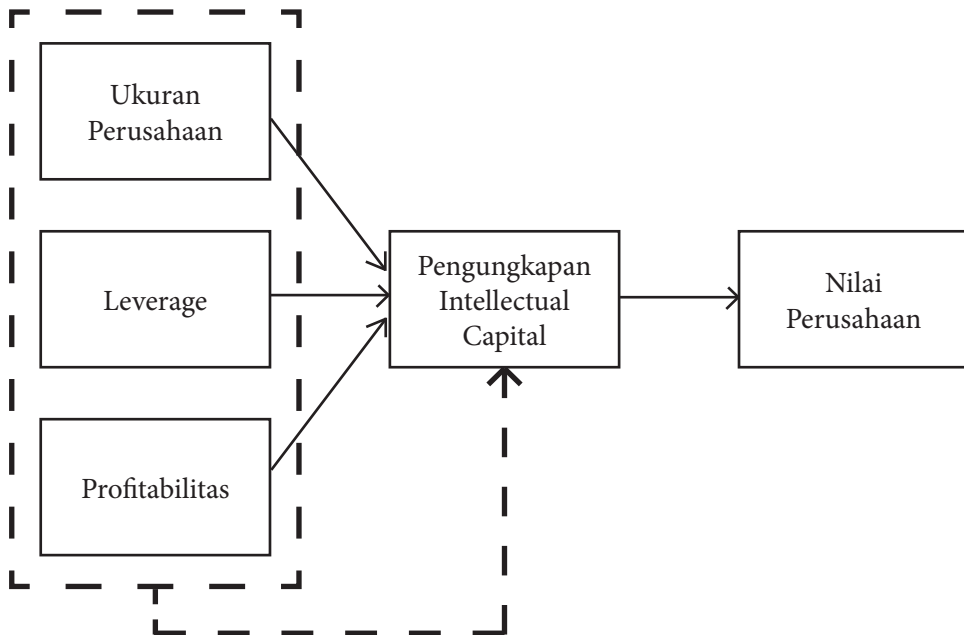 Ukuran
Perusahaan
Leverage
Profitabilitas
Pengungkapan
Intellectual
Capital
Nilai
Perusahaan